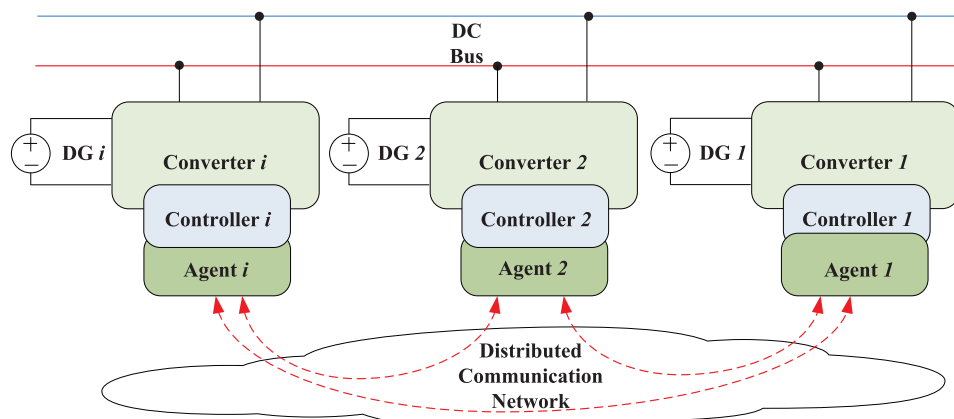 DC
Bus
DG i
Converter i
DG 2
Converter 2
DG 1
Converter 1
Controller i
Controller 2
Controller 1
Agent i
Agent 2
Agent 1
Distributed
Communication
Network